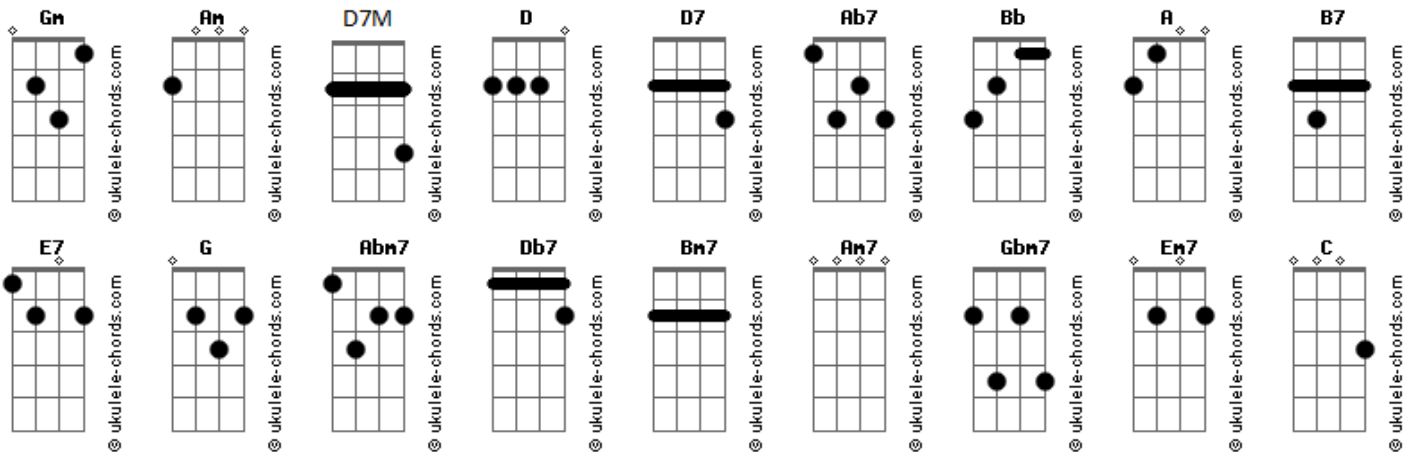 Gm Am D7M D D7 Ab7 Bb A B7
© ukulele-chords.com © ukulele-chords.com © ukulele-chords.com © ukulele-chords.com © ukulele-chords.com © ukulele-chords.com © ukulele-chords.com © ukulele-chords.com © ukulele-chords.com
E7 G Abm7 Db7 Bm7 Am7 Gbm7 Em7 C
© ukulele-chords.com © ukulele-chords.com © ukulele-chords.com © ukulele-chords.com © ukulele-chords.com © ukulele-chords.com © ukulele-chords.com © ukulele-chords.com © ukulele-chords.com